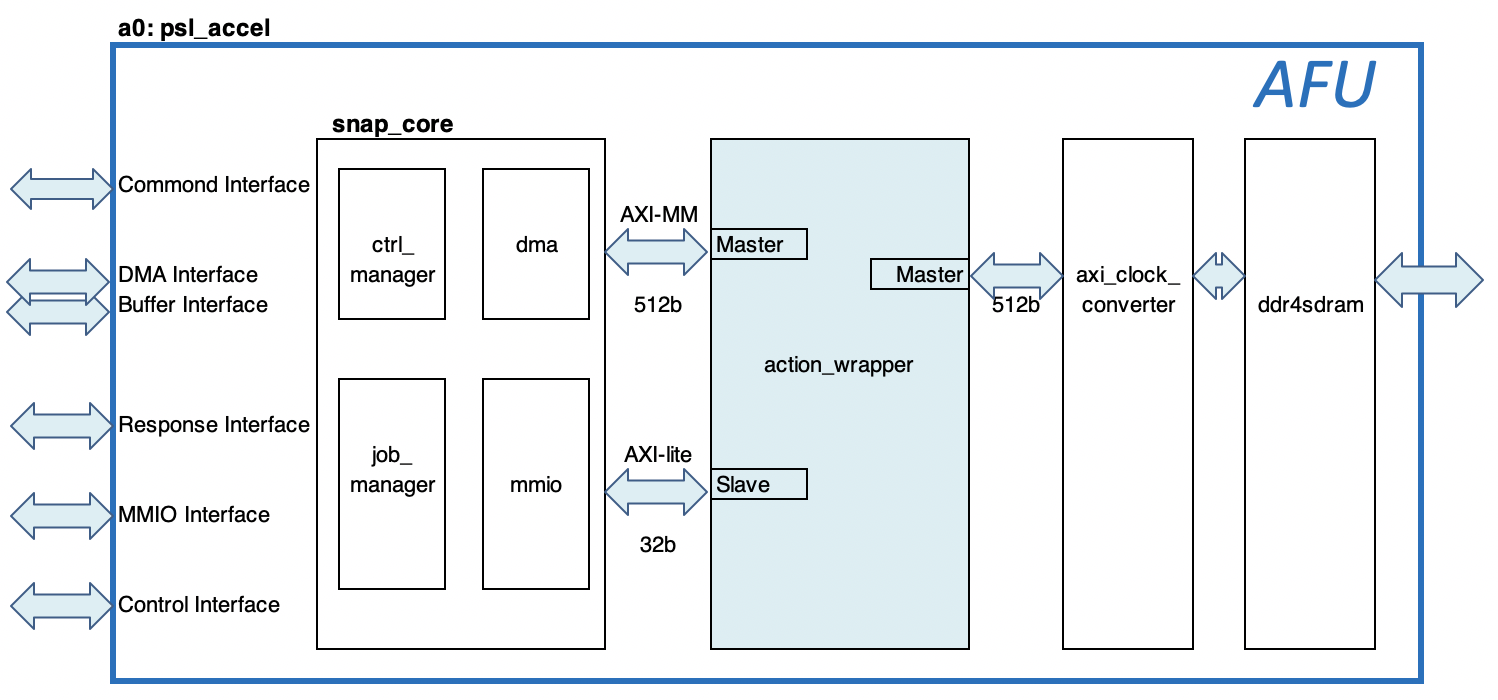 a0: psl_accel
AFU
snap_core
Commond Interface
DMA Interface
Buffer Interface
Response Interface
MMIO Interface
Control Interface
ctrl_
manager
dma
job_
manager
mmio
AXI-MM
512b
AXI-lite
32b
Master
Master
action_wrapper
Slave
512b
axi_clock_
converter
ddr4sdram